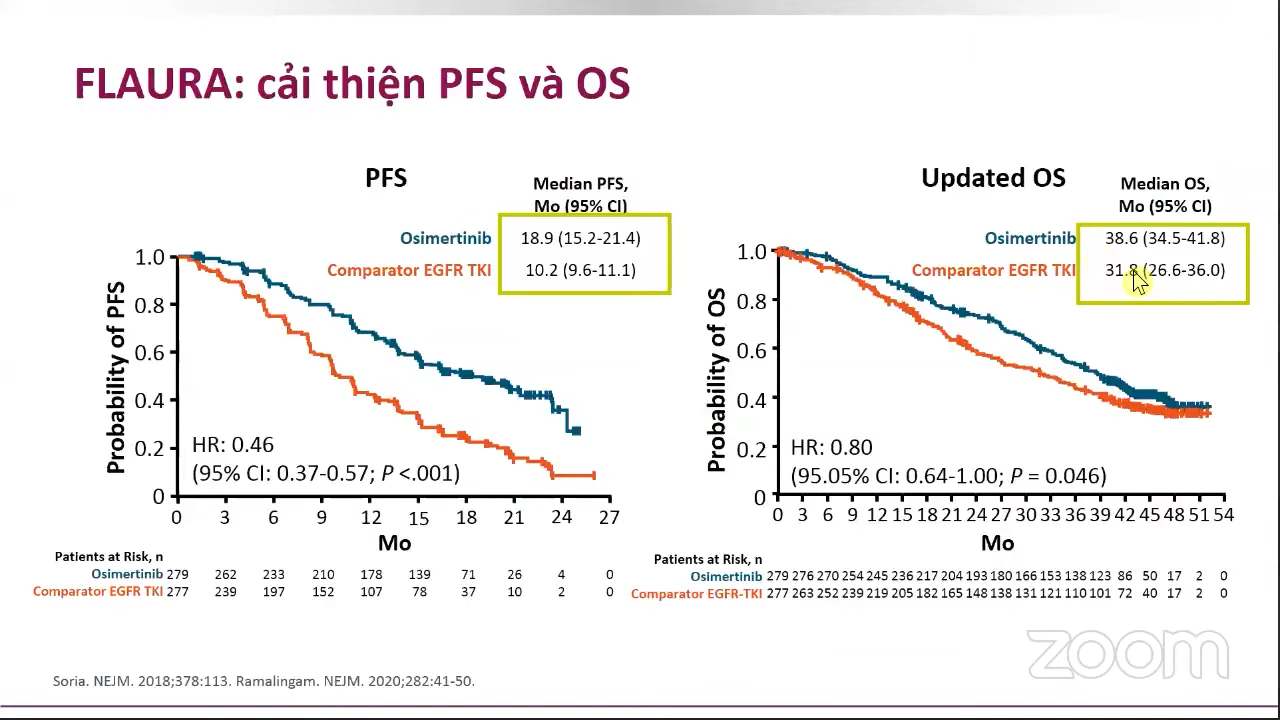 FLAURA: cải thiện PFS và OS
PFS
Median PFS,
Mo (95% CI)
Osimertinib 18.9 (15.2-21.4)
Comparator EGFR TKI 10.2 (9.6-11.1)
Probability of PFS
1.0
0.8
0.6
0.4
0.2
0
HR: 0.46
(95% CI: 0.37-0.57; P <.001)
0 3 6 9 12 15 18 21 24 27
Mo
Patients at Risk, n
Osimertinib 279 262 233 210 178 139 71 26 4 0
Comparator EGFR TKI 277 239 197 152 107 78 37 10 2 0
Updated OS
Median OS,
Mo (95% CI)
Osimertinib 38.6 (34.5-41.8)
Comparator EGFR TKI 31.8 (26.6-36.0)
Probability of OS
1.0
0.8
0.6
0.4
0.2
0
HR: 0.80
(95.05% CI: 0.64-1.00; P = 0.046)
0 3 6 9 12 15 18 21 24 27 30 33 36 39 42 45 48 51 54
Mo
Patients at Risk, n
Osimertinib 279 276 270 254 245 236 217 204 193 180 166 153 138 123 86 50 17 2 0
Comparator EGFR-TKI 277 263 252 239 219 205 182 165 148 138 131 121 110 101 72 40 17 2 0
Soria. NEJM. 2018;378:113. Ramalingam. NEJM. 2020;282:41-50.
zoom